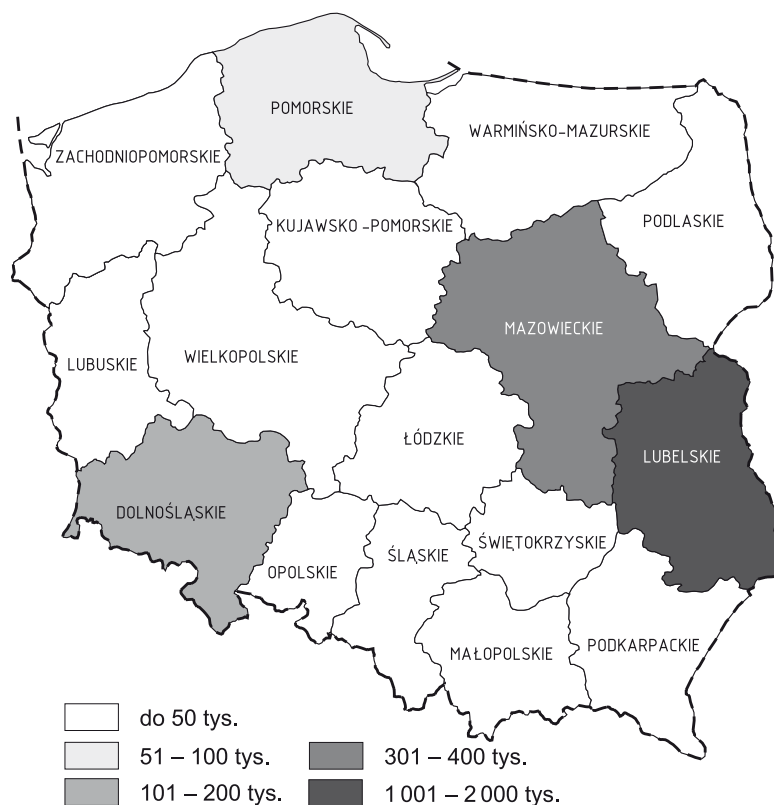 POMORSKIE
WARMIŃSKO-MAZURSKIE
ZACHODNIOPOMORSKIE
PODLASKIE
KUJAWSKO -POMORSKIE
MAZOWIECKIE
WIELKOPOLSKIE
LUBUSKIE
ŁÓDZKIE
LUBELSKIE
DOLNOŚLĄSKIE
ŚWIĘTOKRZYSKIE
ŚLĄSKIE
OPOLSKIE
PODKARPACKIE
MAŁOPOLSKIE
do 50 tys.
51 – 100 tys.
301 – 400 tys.
101 – 200 tys.
1 001 – 2 000 tys.